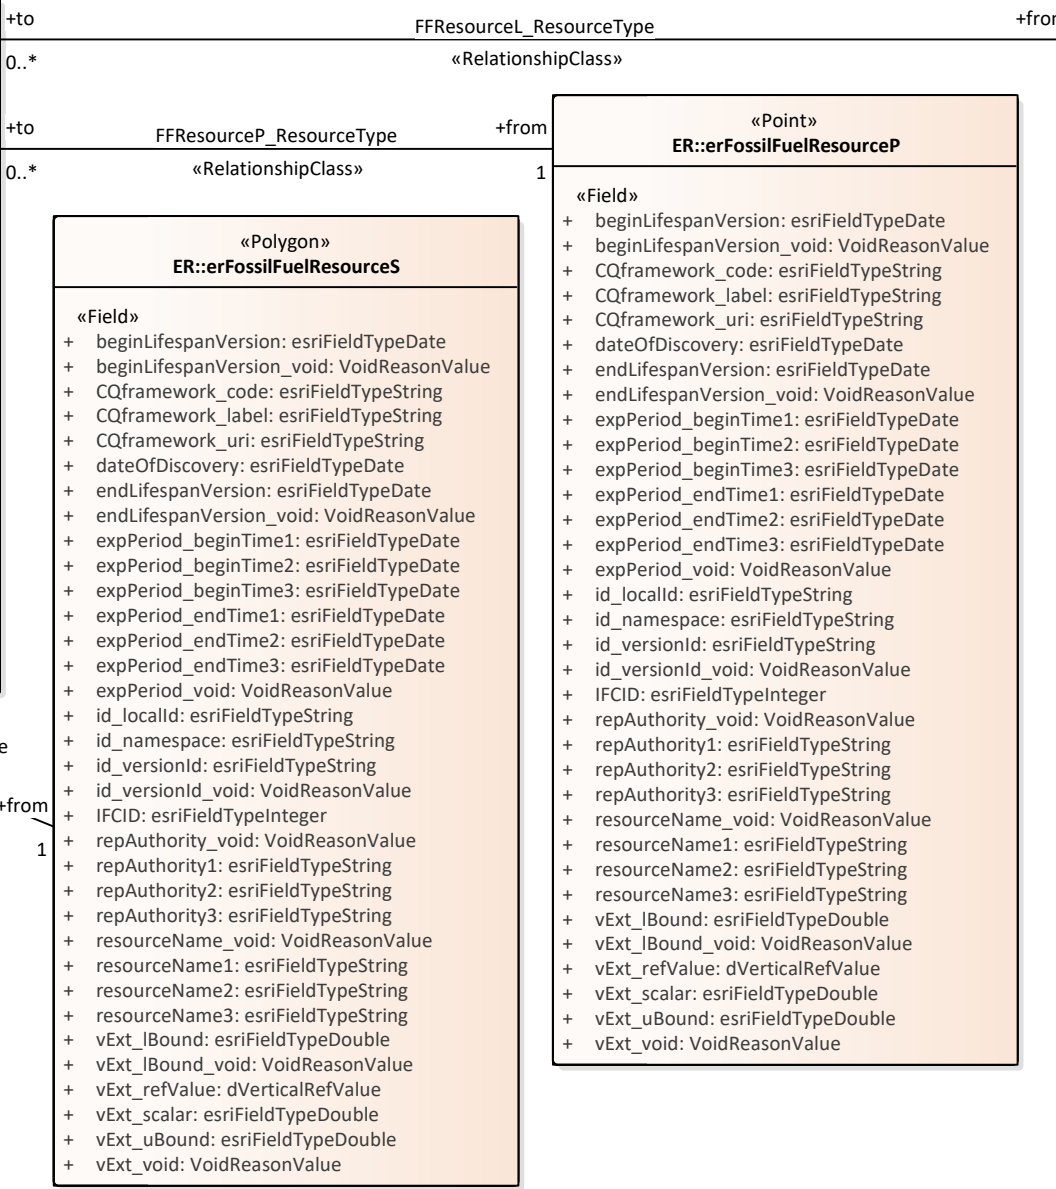 +to
FFResourceL_ResourceType
0..*
«RelationshipClass»
+to
FFResourceP_ResourceType
+from
0..*
«RelationshipClass»
1
«Point»
ER::erFossilFuelResourceP
«Field»
+ beginLifespanVersion: esriFieldTypeDate
+ beginLifespanVersion_void: VoidReasonValue
+ CQframework_code: esriFieldTypeString
+ CQframework_label: esriFieldTypeString
+ CQframework_uri: esriFieldTypeString
+ dateOfDiscovery: esriFieldTypeDate
+ endLifespanVersion: esriFieldTypeDate
+ endLifespanVersion_void: VoidReasonValue
+ expPeriod_beginTime1: esriFieldTypeDate
+ expPeriod_beginTime2: esriFieldTypeDate
+ expPeriod_beginTime3: esriFieldTypeDate
+ expPeriod_endTime1: esriFieldTypeDate
+ expPeriod_endTime2: esriFieldTypeDate
+ expPeriod_endTime3: esriFieldTypeDate
+ expPeriod_void: VoidReasonValue
+ id_localId: esriFieldTypeString
+ id_namespace: esriFieldTypeString
+ id_versionId: esriFieldTypeString
+ id_versionId_void: VoidReasonValue
+ IFCID: esriFieldTypeInteger
+ repAuthority_void: VoidReasonValue
+ repAuthority1: esriFieldTypeString
+ repAuthority2: esriFieldTypeString
+ repAuthority3: esriFieldTypeString
+ resourceName_void: VoidReasonValue
+ resourceName1: esriFieldTypeString
+ resourceName2: esriFieldTypeString
+ resourceName3: esriFieldTypeString
+ vExt_lBound: esriFieldTypeDouble
+ vExt_lBound_void: VoidReasonValue
+ vExt_refValue: dVerticalRefValue
+ vExt_scalar: esriFieldTypeDouble
+ vExt_uBound: esriFieldTypeDouble
+ vExt_void: VoidReasonValue
«Polygon»
ER::erFossilFuelResourceS
«Field»
+ beginLifespanVersion: esriFieldTypeDate
+ beginLifespanVersion_void: VoidReasonValue
+ CQframework_code: esriFieldTypeString
+ CQframework_label: esriFieldTypeString
+ CQframework_uri: esriFieldTypeString
+ dateOfDiscovery: esriFieldTypeDate
+ endLifespanVersion: esriFieldTypeDate
+ endLifespanVersion_void: VoidReasonValue
+ expPeriod_beginTime1: esriFieldTypeDate
+ expPeriod_beginTime2: esriFieldTypeDate
+ expPeriod_beginTime3: esriFieldTypeDate
+ expPeriod_endTime1: esriFieldTypeDate
+ expPeriod_endTime2: esriFieldTypeDate
+ expPeriod_endTime3: esriFieldTypeDate
+ expPeriod_void: VoidReasonValue
+ id_localId: esriFieldTypeString
+ id_namespace: esriFieldTypeString
+ id_versionId: esriFieldTypeString
+ id_versionId_void: VoidReasonValue
+ IFCID: esriFieldTypeInteger
+ repAuthority_void: VoidReasonValue
+ repAuthority1: esriFieldTypeString
+ repAuthority2: esriFieldTypeString
+ repAuthority3: esriFieldTypeString
+ resourceName_void: VoidReasonValue
+ resourceName1: esriFieldTypeString
+ resourceName2: esriFieldTypeString
+ resourceName3: esriFieldTypeString
+ vExt_lBound: esriFieldTypeDouble
+ vExt_lBound_void: VoidReasonValue
+ vExt_refValue: dVerticalRefValue
+ vExt_scalar: esriFieldTypeDouble
+ vExt_uBound: esriFieldTypeDouble
+ vExt_void: VoidReasonValue
+from
1